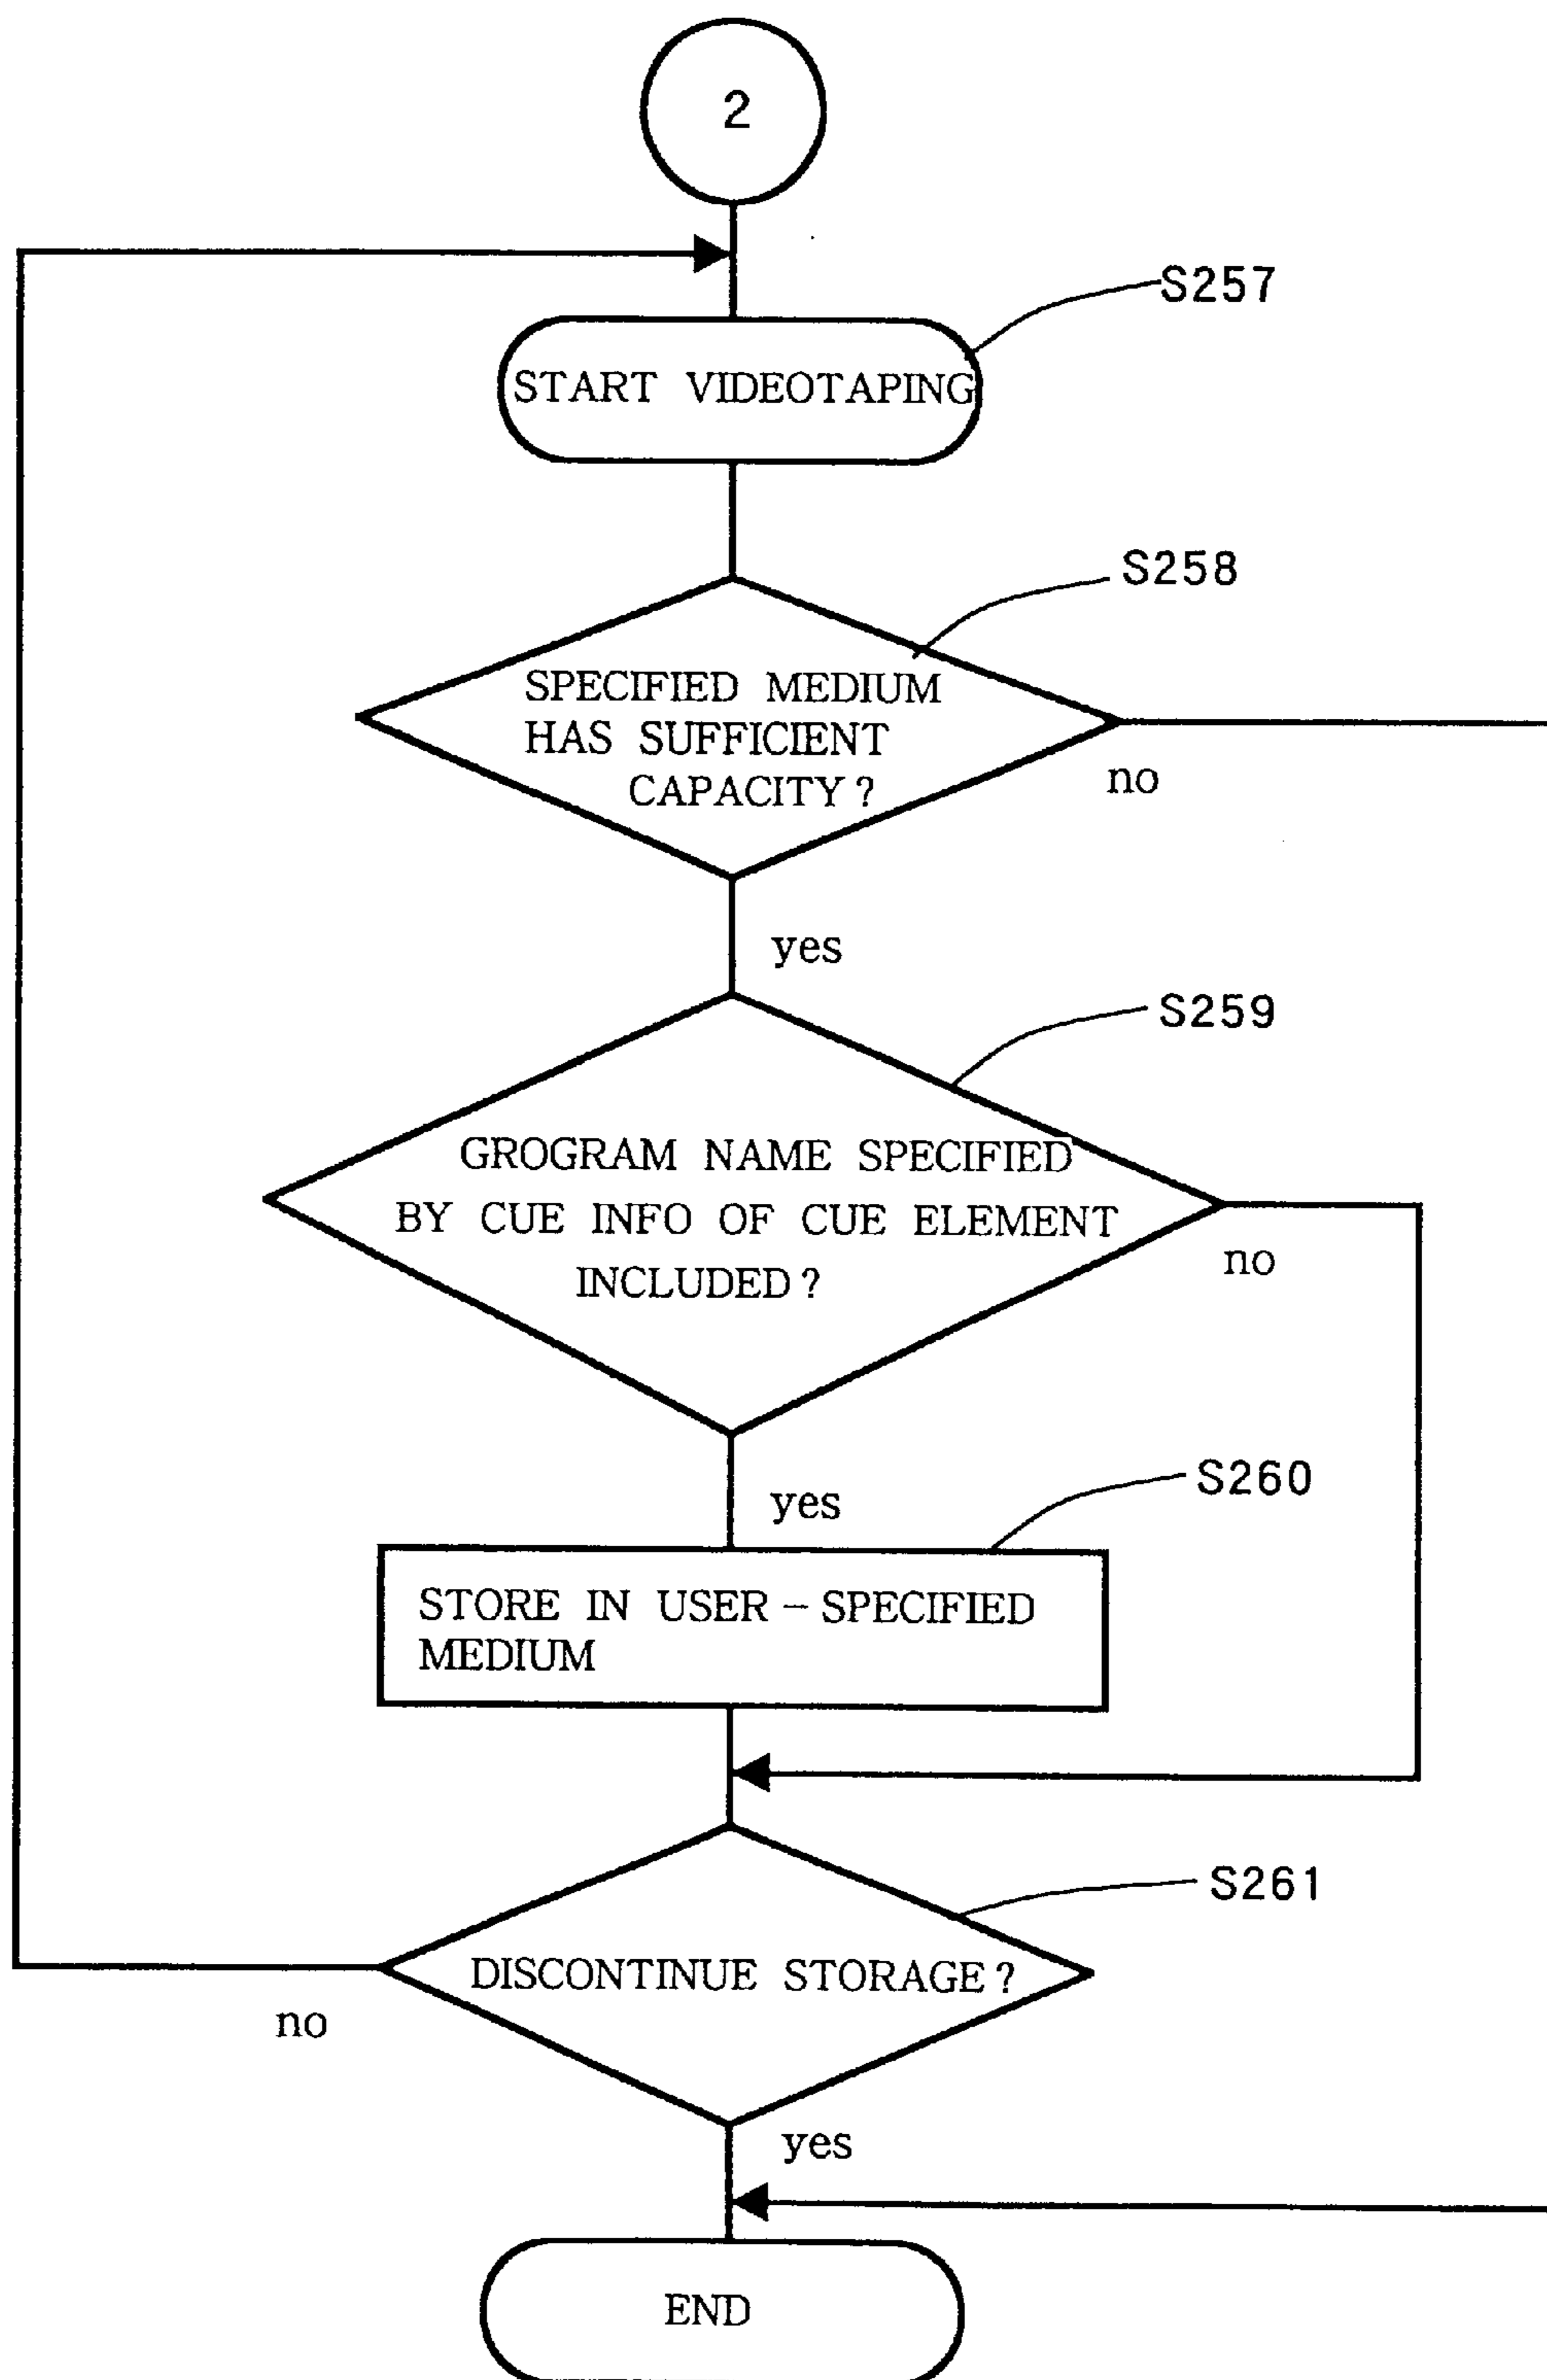 2
S257
START VIDEOTAPING
S258
SPECIFIED MEDIUM
HAS SUFFICIENT
CAPACITY?
no
yes
S259
GROGRAM NAME SPECIFIED
BY CUE INFO OF CUE ELEMENT
INCLUDED?
no
yes
S260
STORE IN USER-SPECIFIED
MEDIUM
S261
DISCONTINUE STORAGE?
no
yes
END